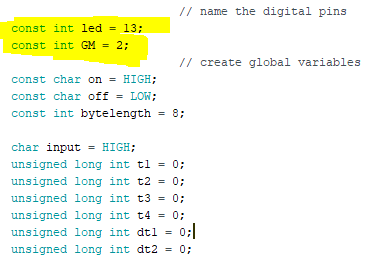 // name the digital pins
const int led = 13;
const int GM = 2;
// create global variables
const char on = HIGH;
const char off = LOW;
const int bytelength = 8;
char input = HIGH;
unsigned long int t1 = 0;
unsigned long int t2 = 0;
unsigned long int t3 = 0;
unsigned long int t4 = 0;
unsigned long int dt1 = 0;
unsigned long int dt2 = 0;